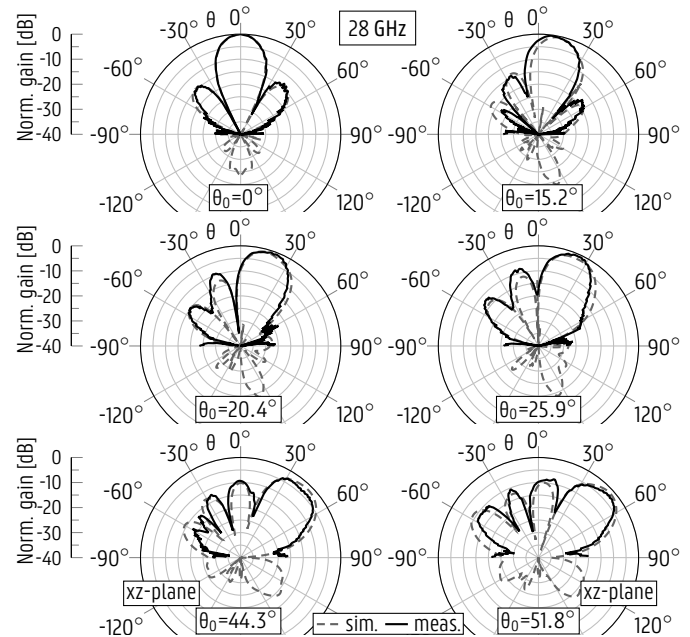 -30° θ 0° 28 GHz -30° θ 0°
Norm. gain [dB] 0 -10 -20 -30 -40 -60° -90° -120° 30° 60° 90° 120° θ₀=0°
-60° -90° -120° 30° 60° 90° 120° θ₀=15.2°
-30° θ 0° 30° -30° θ 0° 30°
Norm. gain [dB] 0 -10 -20 -30 -40 -60° -90° -120° 60° 90° 120° θ₀=20.4°
-60° -90° -120° 60° 90° 120° θ₀=25.9°
-30° θ 0° 30° -30° θ 0° 30°
Norm. gain [dB] 0 -10 -20 -30 -40 -60° -90° -120° 60° 90° 120° xz-plane θ₀=44.3°
-60° -90° -120° 60° 90° 120° xz-plane θ₀=51.8°
sim. meas.